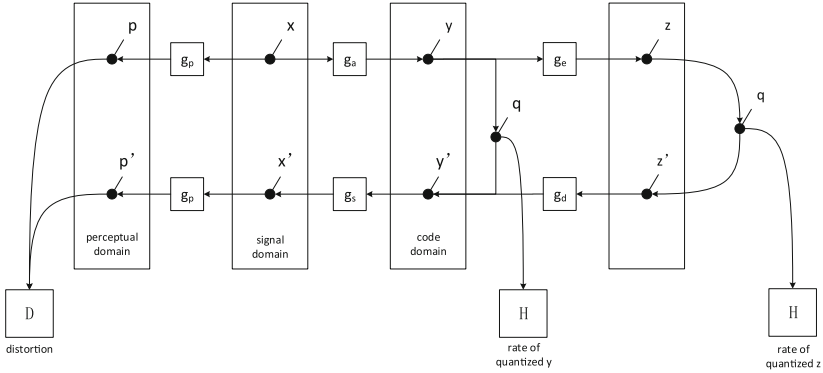 p
x
y
z
gp
ga
ge
q
q
p’
x’
y’
z’
gp
gs
gd
perceptual
domain
signal
domain
code
domain
D
H
H
distortion
rate of
quantized y
rate of
quantized z